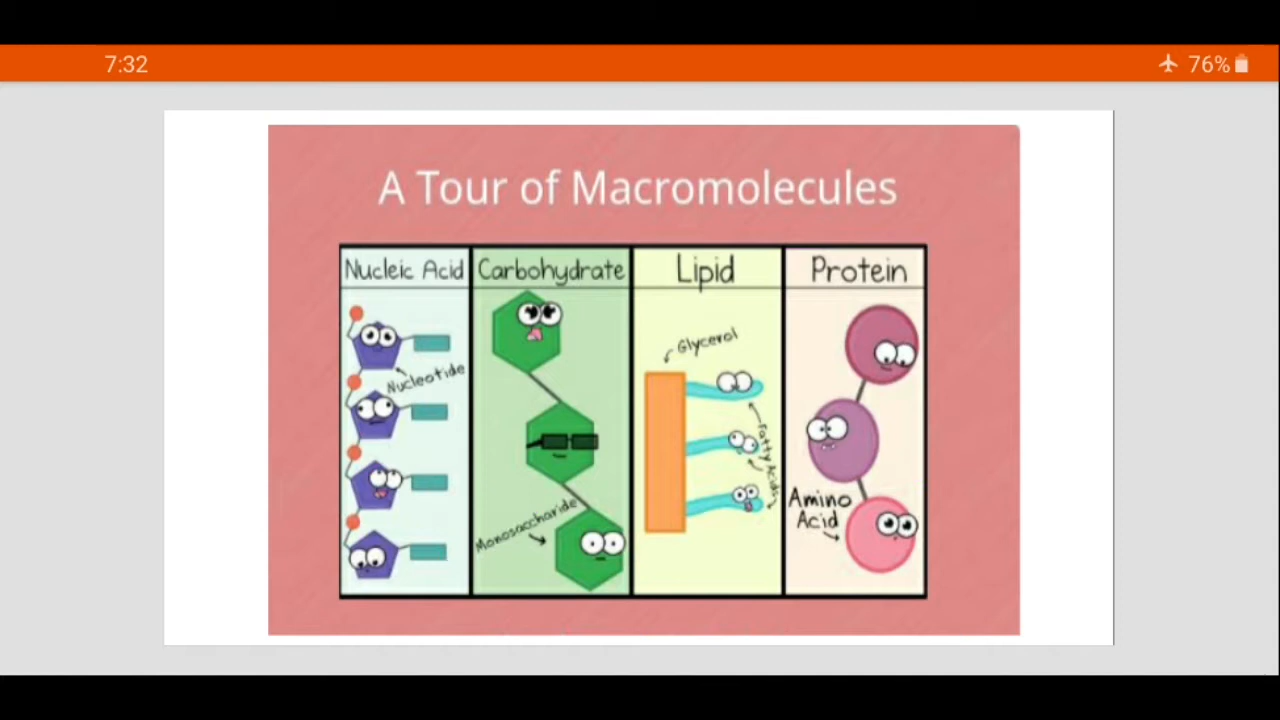 7:32
76%
A Tour of Macromolecules
Nucleic Acid
Carbohydrate
Lipid
Protein
Nucleotide
Monosaccharide
Glycerol
Fatty Acids
Amino
Acid